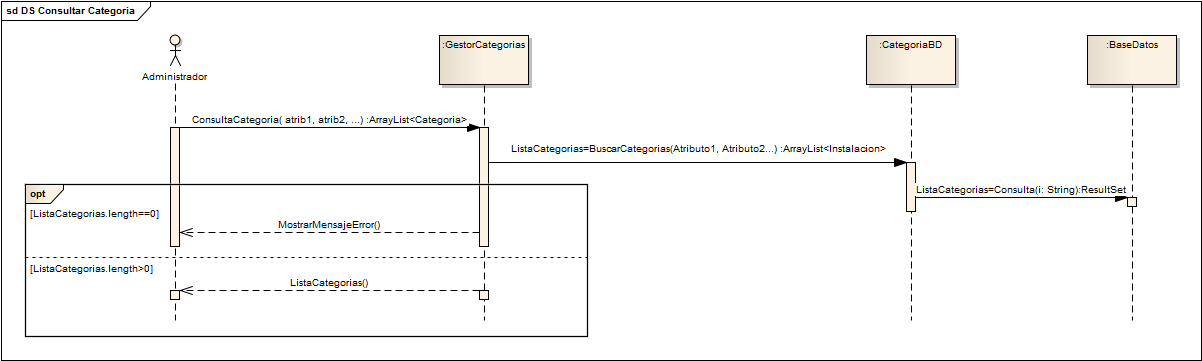 sd DS Consultar Categoria
:GestorCategorias
:CategoriaBD
:BaseDatos
Administrador
ConsultaCategoria( atrib1, atrib2, ...) :ArrayList<Categoria>
ListaCategorias=BuscarCategorias(Atributo1, Atributo2...) :ArrayList<Instalacion>
ListaCategorias=Consulta(i: String):ResultSet
opt
[ListaCategorias.length==0]
MostrarMensajeError()
[ListaCategorias.length>0]
ListaCategorias()